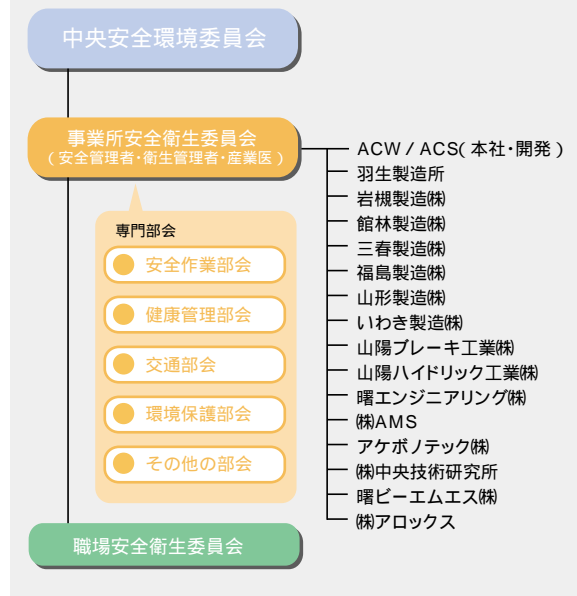 中央安全環境委員会
事業所安全衛生委員会
(安全管理者・衛生管理者・産業医)
専門部会
安全作業部会
健康管理部会
交通部会
環境保護部会
その他の部会
職場安全衛生委員会
ACW / ACS(本社・開発)
羽生製造所
岩槻製造㈱
館林製造㈱
三春製造㈱
福島製造㈱
山形製造㈱
いわき製造㈱
山陽ブレーキ工業㈱
山陽ハイドリック工業㈱
曙エンジニアリング㈱
㈱AMS
アケボノテック㈱
㈱中央技術研究所
曙ビーエムエス㈱
㈱アロックス